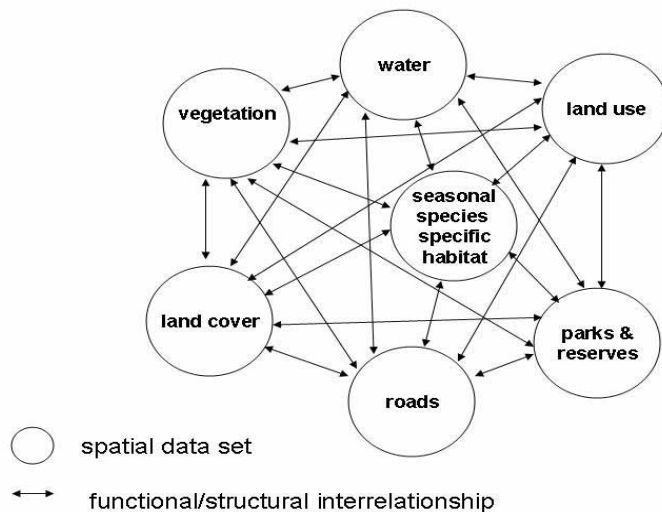 water
vegetation
land use
seasonal
species
specific
habitat
land cover
parks &
reserves
roads
spatial data set
functional/structural interrelationship